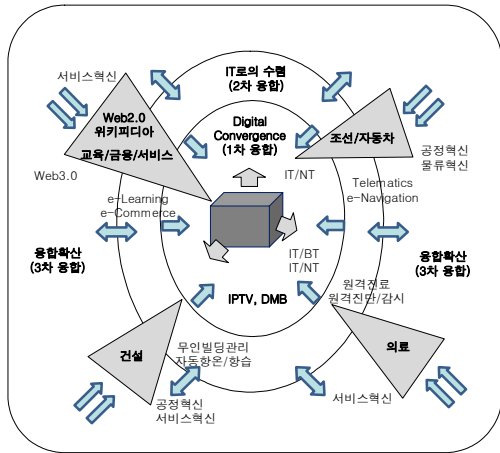 IT로의 수렴
(2차 융합)
서비스혁신
Web2.0
위키피디아
교육/금융/서비스
Digital
Convergence
(1차 융합)
조선/자동차
공정혁신
물류혁신
Web3.0
IT/NT
e-Learning
e-Commerce
Telematics
e-Navigation
융합확산
(3차 융합)
IT/BT
IT/NT
융합확산
(3차 융합)
IPTV, DMB
원격진료
원격진단/감시
건설
무인빌딩관리
자동항온/항습
의료
공정혁신
서비스혁신
서비스혁신